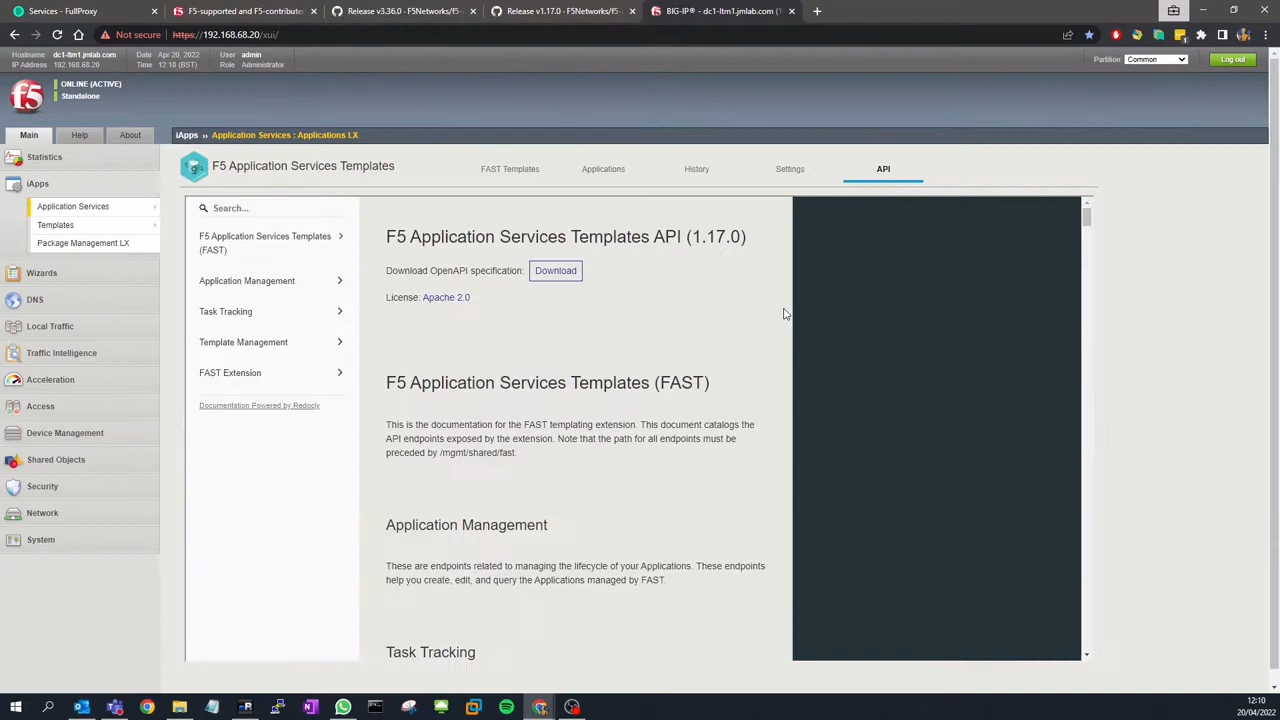 Services - FullProxy
F5-supported and F5-contribute
Release v3.36.0 · F5Networks/f5-
Release v1.17.0 · F5Networks/f5-
BIG-IP® - dc1-ltm1.jmlab.com (
Not secure
https://192.168.68.20/xui/
Hostname dc1-ltm1.jmlab.com
IP Address 192.168.68.20
Date Apr 20, 2022
Time 12:10 (BST)
User admin
Role Administrator
Partition: Common
Log out
f5
ONLINE (ACTIVE)
Standalone
Main
Help
About
iApps » Application Services : Applications LX
Statistics
iApps
Application Services
Templates
Package Management LX
Wizards
DNS
Local Traffic
Traffic Intelligence
Acceleration
Access
Device Management
Shared Objects
Security
Network
System
F5 Application Services Templates
FAST Templates
Applications
History
Settings
API
Search...
F5 Application Services Templates
(FAST)
Application Management
Task Tracking
Template Management
FAST Extension
Documentation Powered by Redocly
F5 Application Services Templates API (1.17.0)
Download OpenAPI specification: Download
License: Apache 2.0
F5 Application Services Templates (FAST)
This is the documentation for the FAST templating extension. This document catalogs the
API endpoints exposed by the extension. Note that the path for all endpoints must be
preceded by /mgmt/shared/fast.
Application Management
These are endpoints related to managing the lifecycle of your Applications. These endpoints
help you create, edit, and query the Applications managed by FAST.
Task Tracking
12:10
20/04/2022